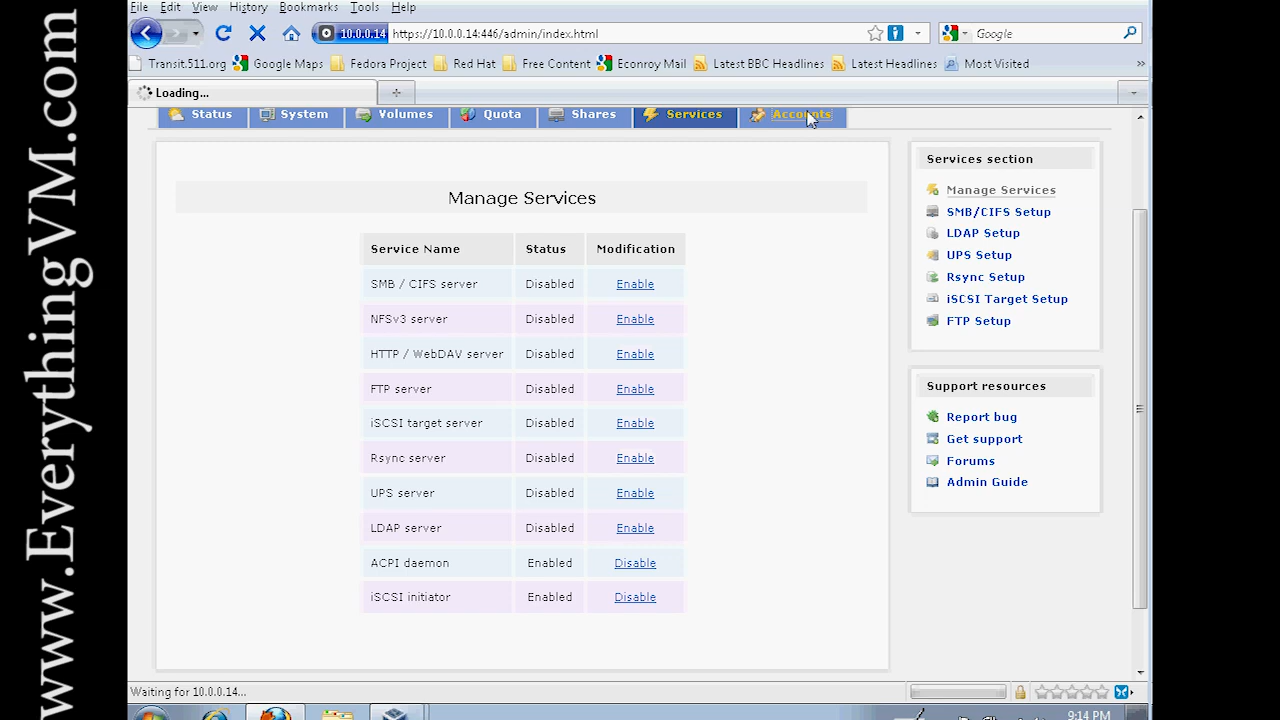 www.EverythingVM.com
File Edit View History Bookmarks Tools Help
10.0.0.14 https://10.0.0.14:446/admin/index.html Google
Transit.511.org Google Maps Fedora Project Red Hat Free Content Econroy Mail Latest BBC Headlines Latest Headlines Most Visited »
Loading...
Status System Volumes Quota Shares Services Accounts
Manage Services
Service Name Status Modification
SMB / CIFS server Disabled Enable
NFSv3 server Disabled Enable
HTTP / WebDAV server Disabled Enable
FTP server Disabled Enable
iSCSI target server Disabled Enable
Rsync server Disabled Enable
UPS server Disabled Enable
LDAP server Disabled Enable
ACPI daemon Enabled Disable
iSCSI initiator Enabled Disable
Services section
Manage Services
SMB/CIFS Setup
LDAP Setup
UPS Setup
Rsync Setup
iSCSI Target Setup
FTP Setup
Support resources
Report bug
Get support
Forums
Admin Guide
Waiting for 10.0.0.14...
9:14 PM